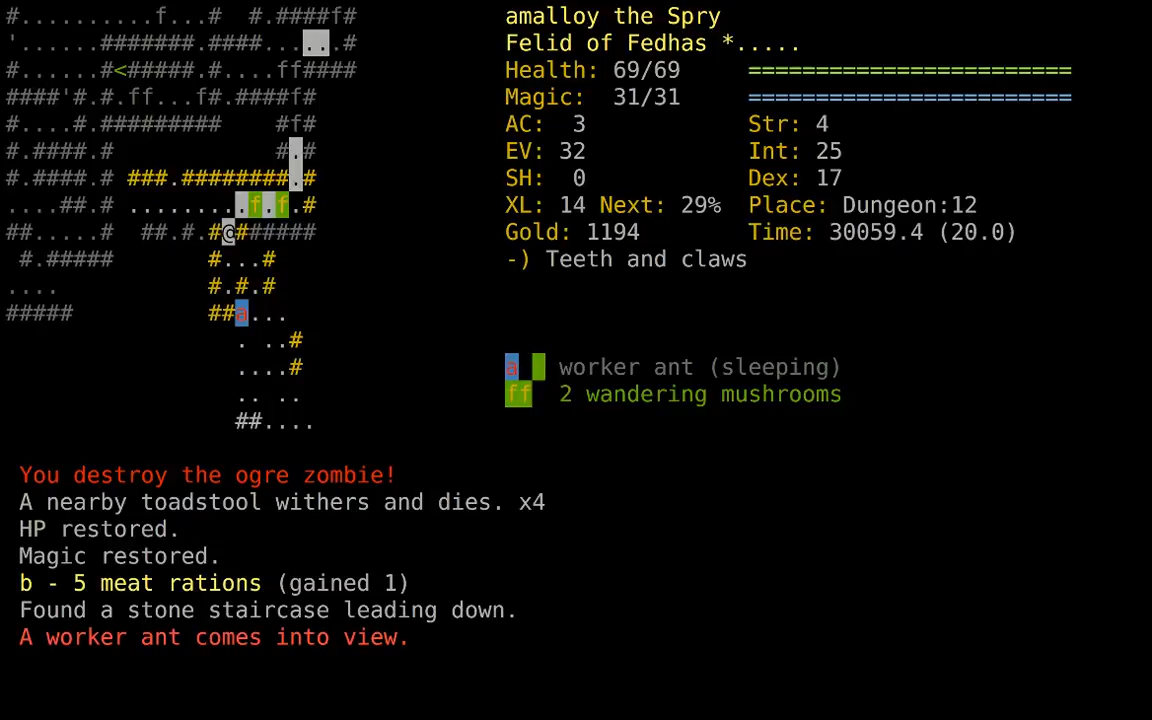 #..........f...#  #.####f#
amalloy the Spry
'......#######.####.....#
Felid of Fedhas *.....
#......#<#####.#....ff####
Health: 69/69 ========================
####'#.#.ff...f#.####f#
Magic: 31/31 ========================
#....#.#########    #f#
AC: 3 Str: 4
#.####.#            #.#
EV: 32 Int: 25
#.####.# ###.########.#
SH: 0 Dex: 17
....##.# .........f.f.#
XL: 14 Next: 29% Place: Dungeon:12
##.....#  ##.#.#@######
Gold: 1194 Time: 30059.4 (20.0)
 #.#####       #...#
-) Teeth and claws
....           #.#.#
#####          ##a...
                 . ..#
a worker ant (sleeping)
                 ....#
ff 2 wandering mushrooms
                 .. ..
                 ##....
You destroy the ogre zombie!
A nearby toadstool withers and dies. x4
HP restored.
Magic restored.
b - 5 meat rations (gained 1)
Found a stone staircase leading down.
A worker ant comes into view.